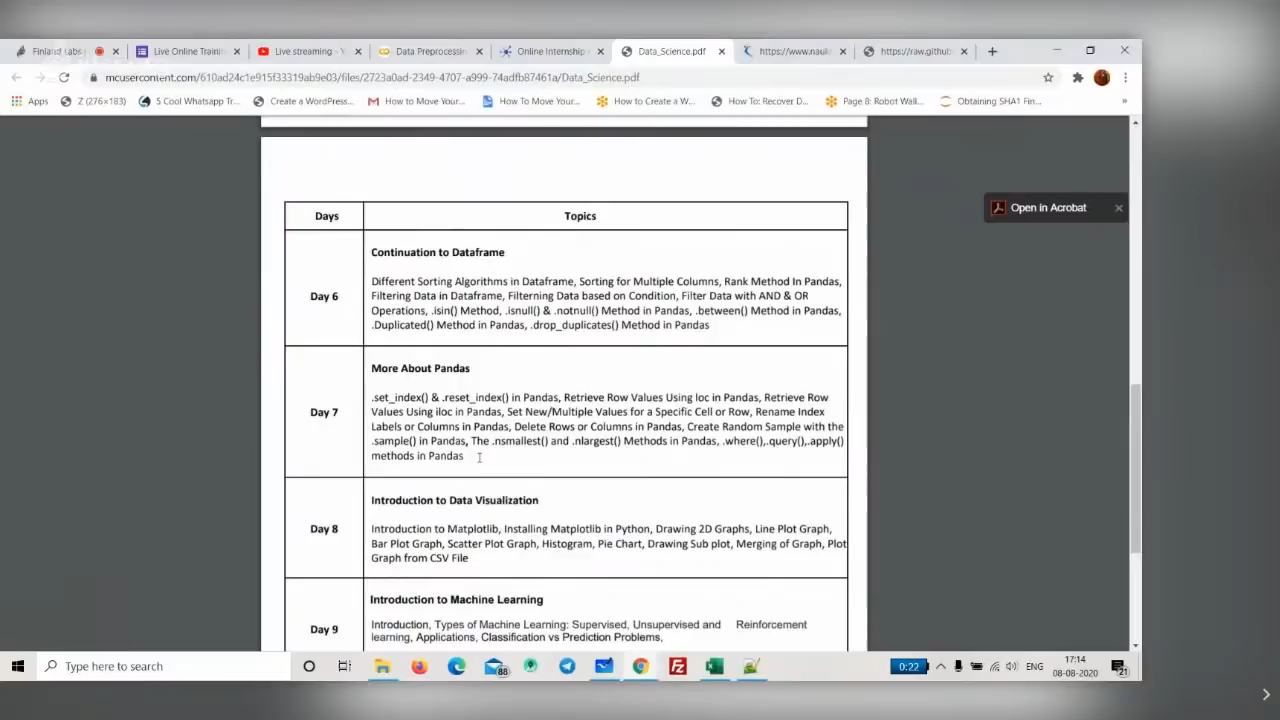 Finland Labs
Live Online Trainin
Live streaming - Y
Data Preprocessin
Online Internship
Data_Science.pdf
https://www.nauk
https://raw.github
mcusercontent.com/610ad24c1e915f33319ab9e03/files/2723a0ad-2349-4707-a999-74adfb87461a/Data_Science.pdf
Apps
Z (276×183)
5 Cool Whatsapp Tr...
Create a WordPress...
How to Move Your...
How To Move Your...
How to Create a W...
How To: Recover D...
Page 8: Robot Wall...
Obtaining SHA1 Fin...
»
Open in Acrobat
Days Topics
Continuation to Dataframe
Day 6
Different Sorting Algorithms in Dataframe, Sorting for Multiple Columns, Rank Method In Pandas,
Filtering Data in Dataframe, Filterning Data based on Condition, Filter Data with AND & OR
Operations, .isin() Method, .isnull() & .notnull() Method in Pandas, .between() Method in Pandas,
.Duplicated() Method in Pandas, .drop_duplicates() Method in Pandas
More About Pandas
Day 7
.set_index() & .reset_index() in Pandas, Retrieve Row Values Using loc in Pandas, Retrieve Row
Values Using iloc in Pandas, Set New/Multiple Values for a Specific Cell or Row, Rename Index
Labels or Columns in Pandas, Delete Rows or Columns in Pandas, Create Random Sample with the
.sample() in Pandas, The .nsmallest() and .nlargest() Methods in Pandas, .where(),.query(),.apply()
methods in Pandas
Introduction to Data Visualization
Day 8
Introduction to Matplotlib, Installing Matplotlib in Python, Drawing 2D Graphs, Line Plot Graph,
Bar Plot Graph, Scatter Plot Graph, Histogram, Pie Chart, Drawing Sub plot, Merging of Graph, Plot
Graph from CSV File
Introduction to Machine Learning
Day 9
Introduction, Types of Machine Learning: Supervised, Unsupervised and Reinforcement
learning, Applications, Classification vs Prediction Problems,
Type here to search
88
0:22
ENG
17:14
08-08-2020
21